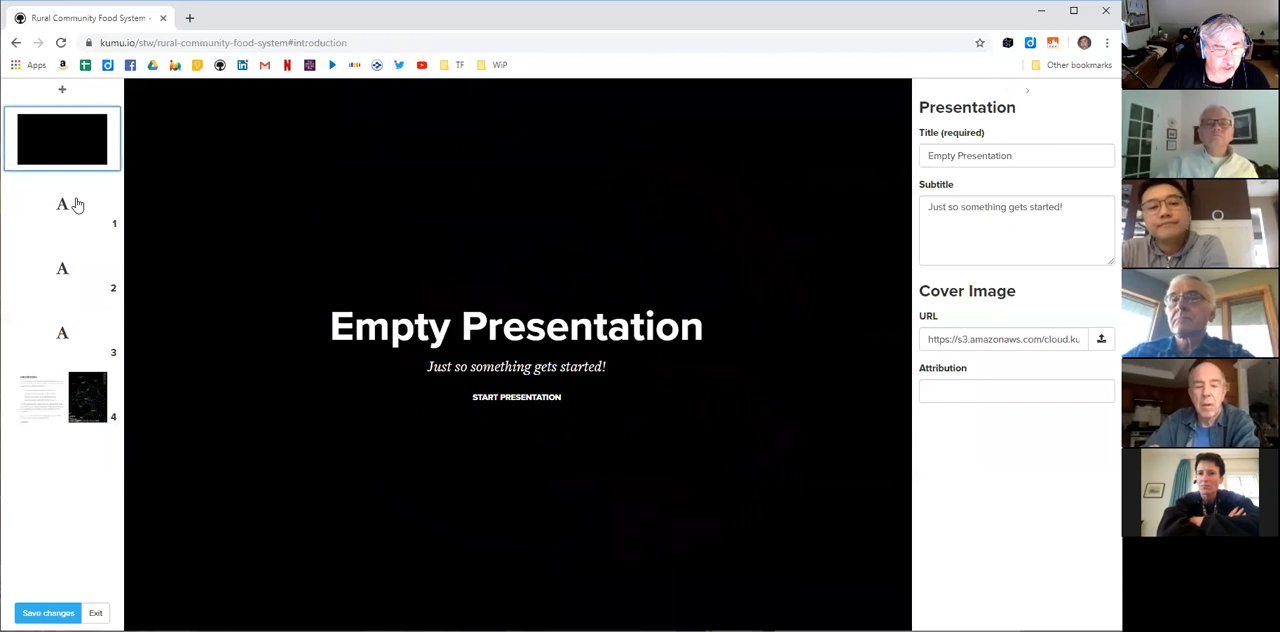 Rural Community Food System -
kumu.io/stw/rural-community-food-system#introduction
Apps
TF
WiP
Other bookmarks
1
2
3
4
Save changes
Exit
Empty Presentation
Just so something gets started!
START PRESENTATION
Presentation
Title (required)
Empty Presentation
Subtitle
Just so something gets started!
Cover Image
URL
https://s3.amazonaws.com/cloud.ku
Attribution
A
A
A